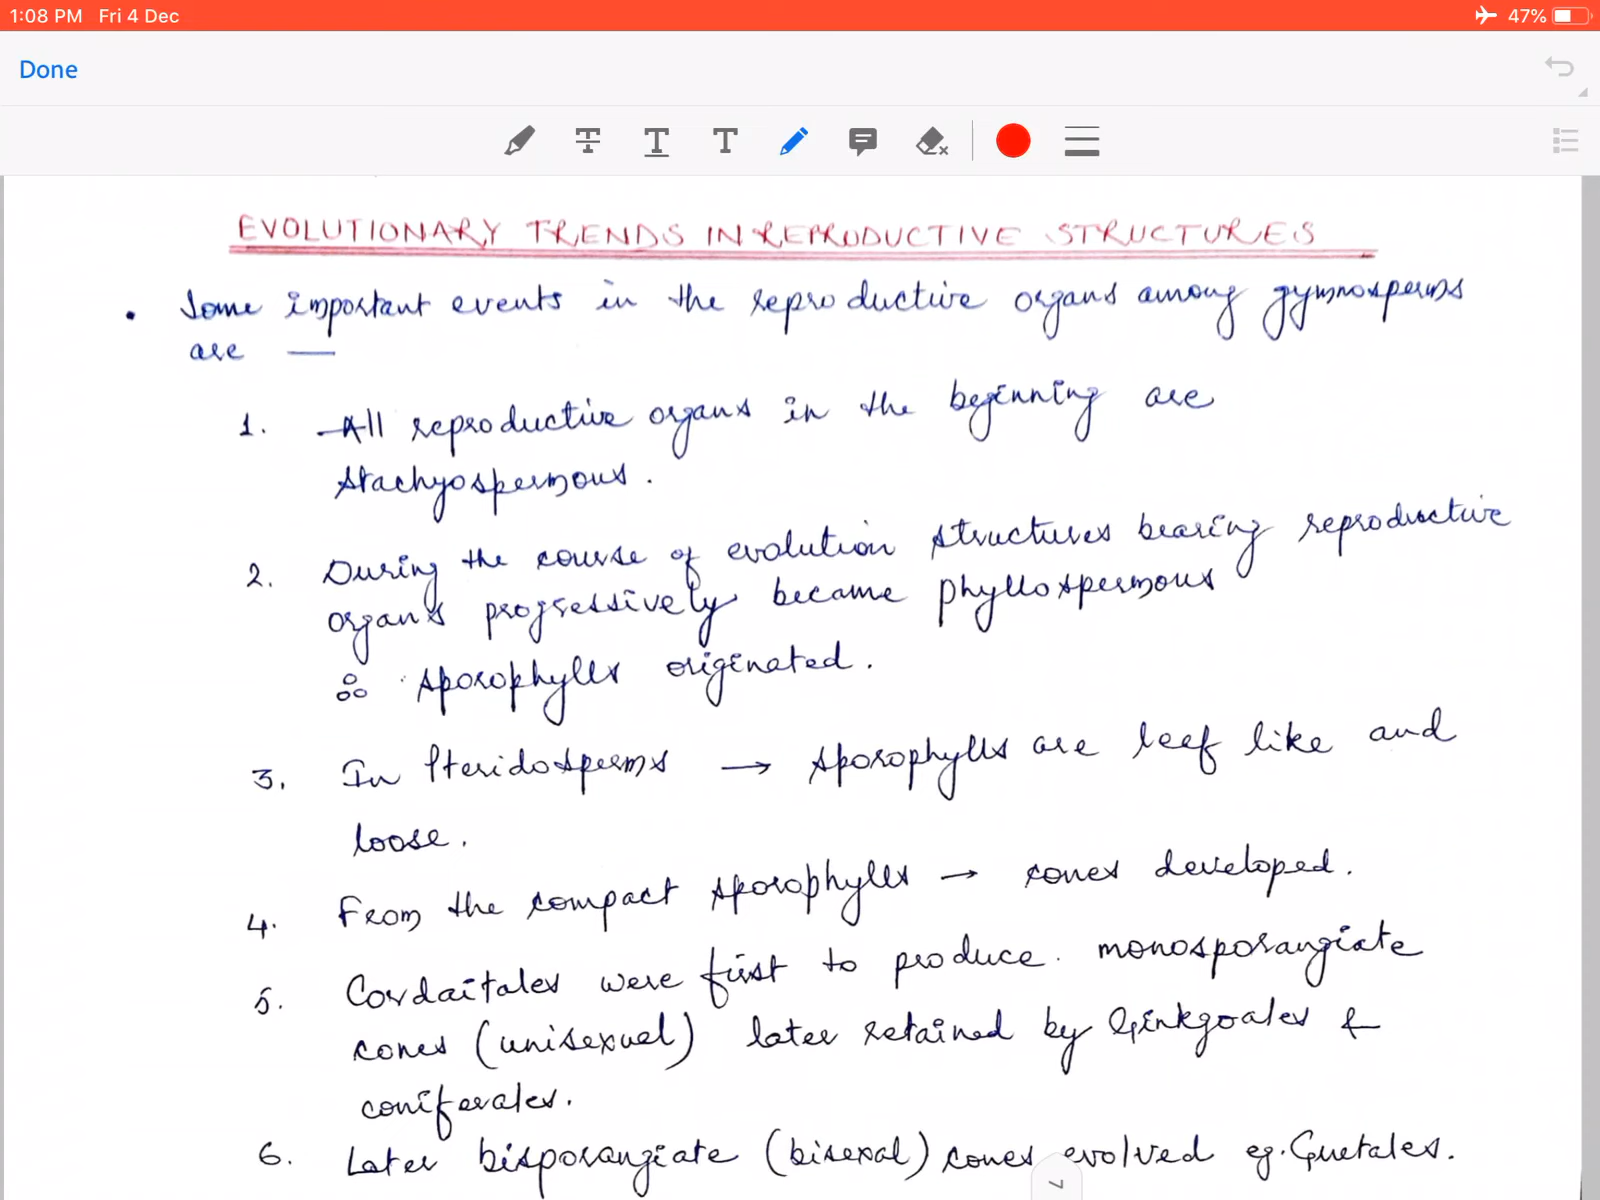 1:08 PM Fri 4 Dec 47%
Done
EVOLUTIONARY TRENDS IN REPRODUCTIVE STRUCTURES
• Some important events in the reproductive organs among gymnosperms
are —
1. All reproductive organs in the beginning are
stachyospermous.
2. During the course of evolution structures bearing reproductive
organs progressively became phyllospermous
∴ sporophylls originated.
3. In Pteridosperms → sporophylls are leaf like and
loose.
4. From the compact sporophylls → cones developed.
5. Cordaitales were first to produce monosporangiate
cones (unisexual) later retained by Ginkgoales &
coniferales.
6. Later bisporangiate (bisexal) cones evolved eg. Gnetales.